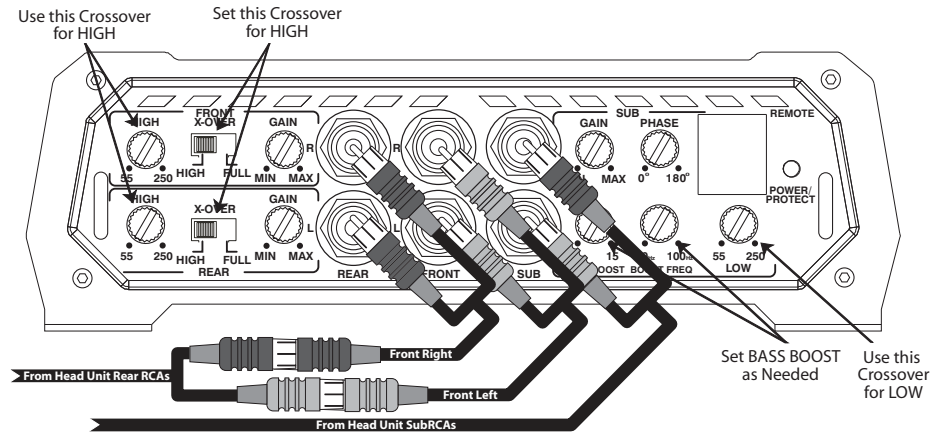 Use this Crossover
for HIGH
Set this Crossover
for HIGH
FRONT
HIGH
X-OVER
GAIN
R
R
55
250
HIGH
FULL
MIN
MAX
SUB
GAIN
PHASE
REMOTE
MAX
0°
180°
POWER/
PROTECT
HIGH
X-OVER
GAIN
L
L
55
250
HIGH
FULL
MIN
MAX
REAR
REAR
FRONT
SUB
15
100Hz
55
250
FREQ
LOW
Front Right
From Head Unit Rear RCAs
Front Left
From Head Unit SubRCAs
Set BASS BOOST
as Needed
Use this
Crossover
for LOW